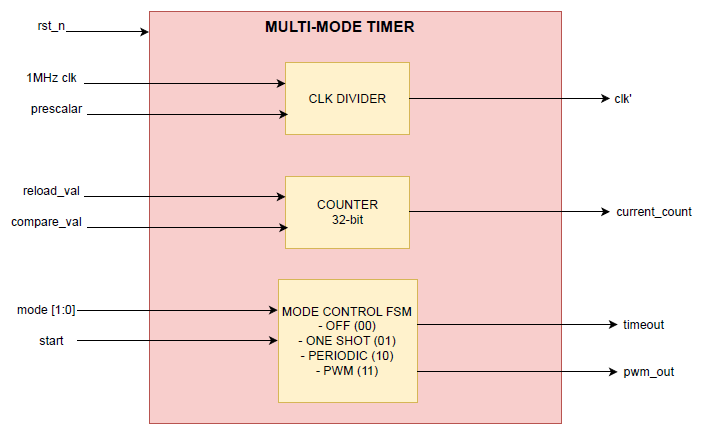 MULTI-MODE TIMER
rst_n
1MHz clk
prescalar
CLK DIVIDER
clk'
reload_val
compare_val
COUNTER
32-bit
current_count
mode [1:0]
start
MODE CONTROL FSM
- OFF (00)
- ONE SHOT (01)
- PERIODIC (10)
- PWM (11)
timeout
pwm_out